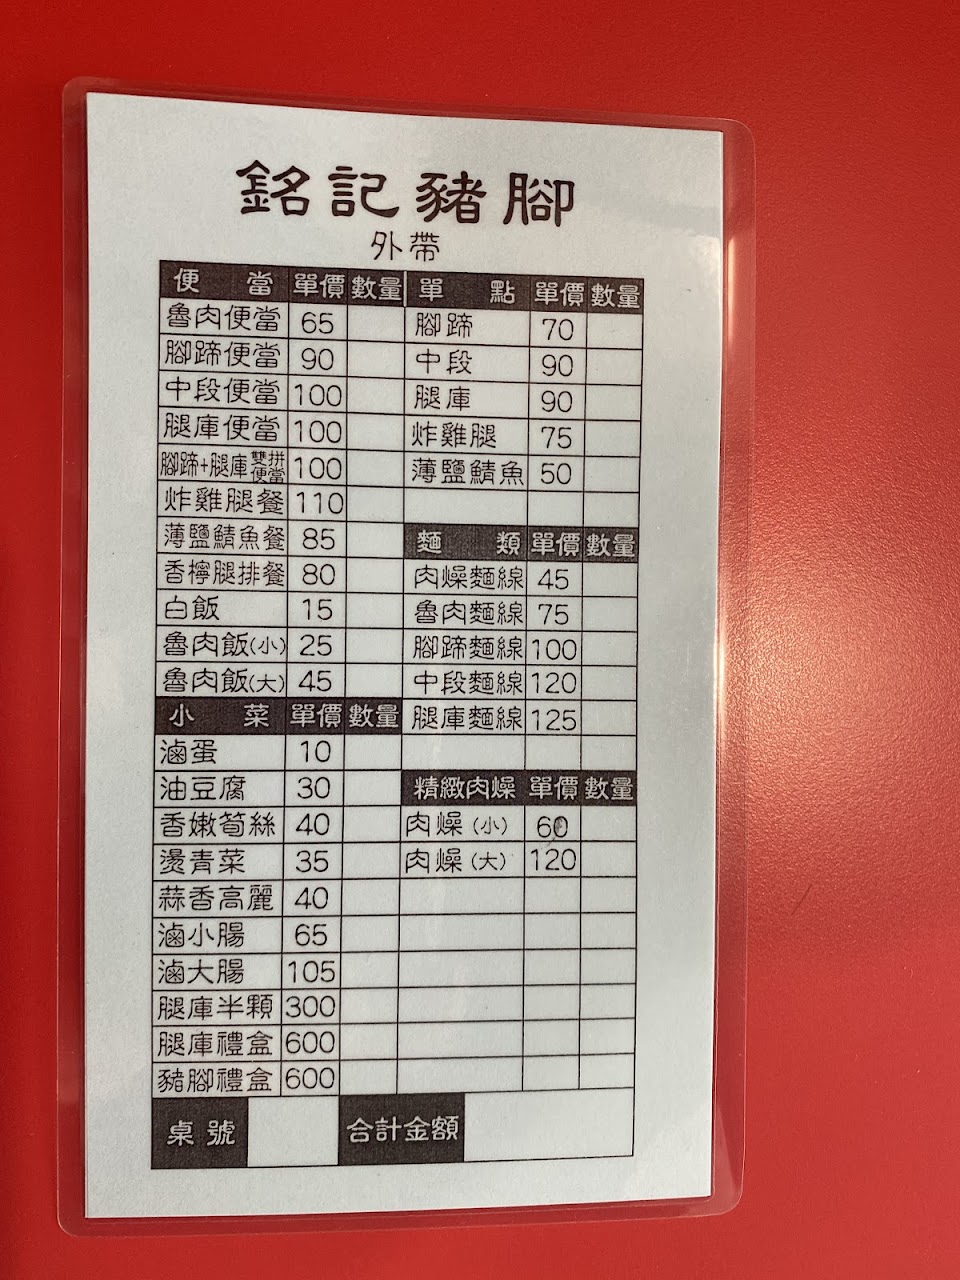 銘記豬腳
外帶
便當 單價 數量
魯肉便當 65
腳蹄便當 90
中段便當 100
腿庫便當 100
腳蹄+腿庫雙拼便當 100
炸雞腿餐 110
薄鹽鯖魚餐 85
香檸腿排餐 80
白飯 15
魯肉飯(小) 25
魯肉飯(大) 45
小菜 單價 數量
滷蛋 10
油豆腐 30
香嫩筍絲 40
燙青菜 35
蒜香高麗 40
滷小腸 65
滷大腸 105
腿庫半顆 300
腿庫禮盒 600
豬腳禮盒 600
單點 單價 數量
腳蹄 70
中段 90
腿庫 90
炸雞腿 75
薄鹽鯖魚 50
麵類 單價 數量
肉燥麵線 45
魯肉麵線 75
腳蹄麵線 100
中段麵線 120
腿庫麵線 125
精緻肉燥 單價 數量
肉燥(小) 60
肉燥(大) 120
桌號 合計金額